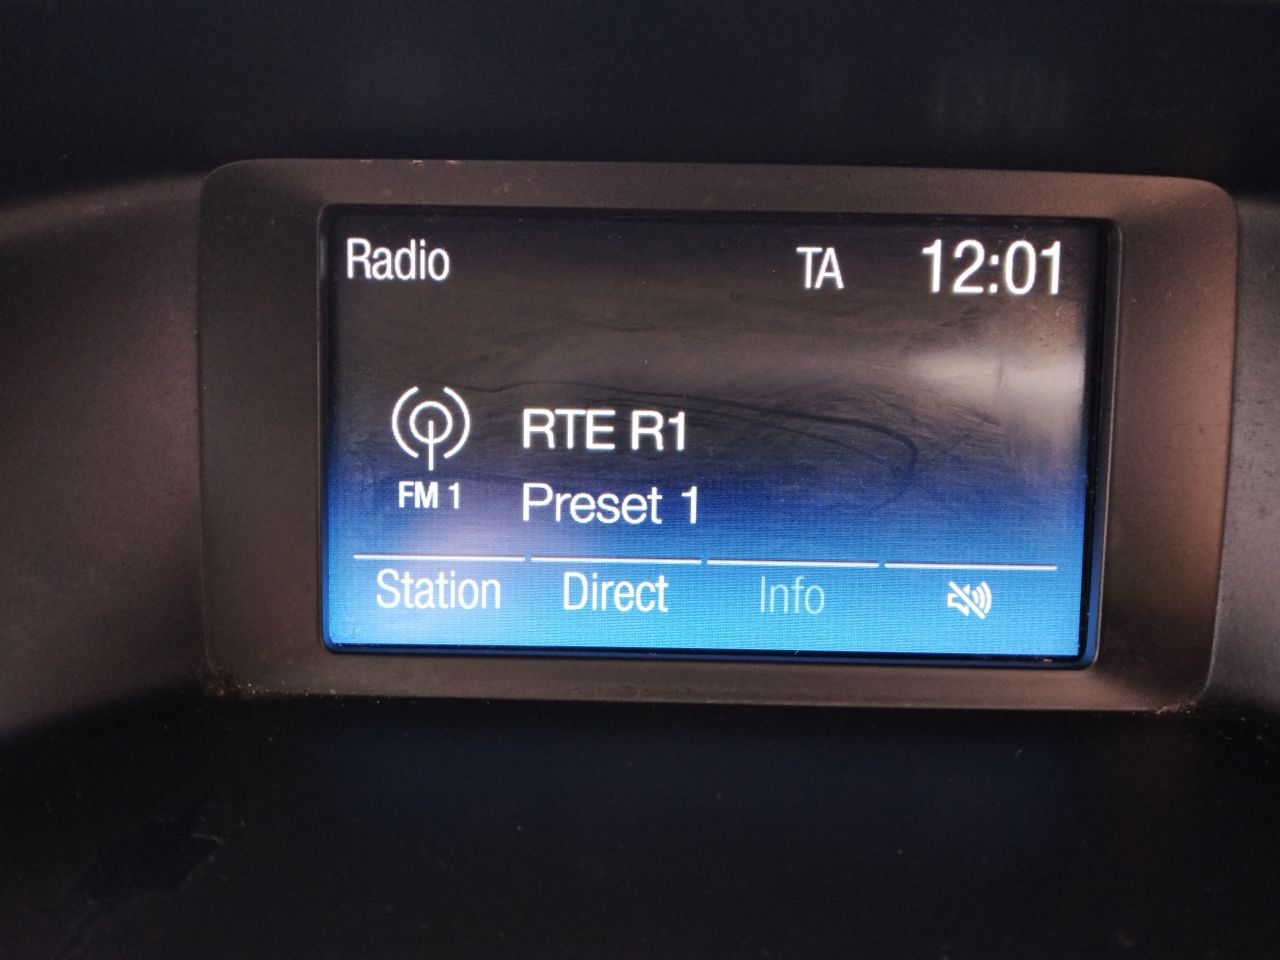 Radio TA 12:01
RTE R1
FM 1 Preset 1
Station Direct Info